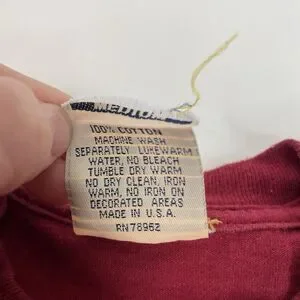 MEDIUM
100% COTTON
MACHINE WASH
SEPARATELY LUKEWARM
WATER, NO BLEACH
TUMBLE DRY WARM
NO DRY CLEAN, IRON
WARM, NO IRON ON
DECORATED AREAS
MADE IN U.S.A.
RN78962